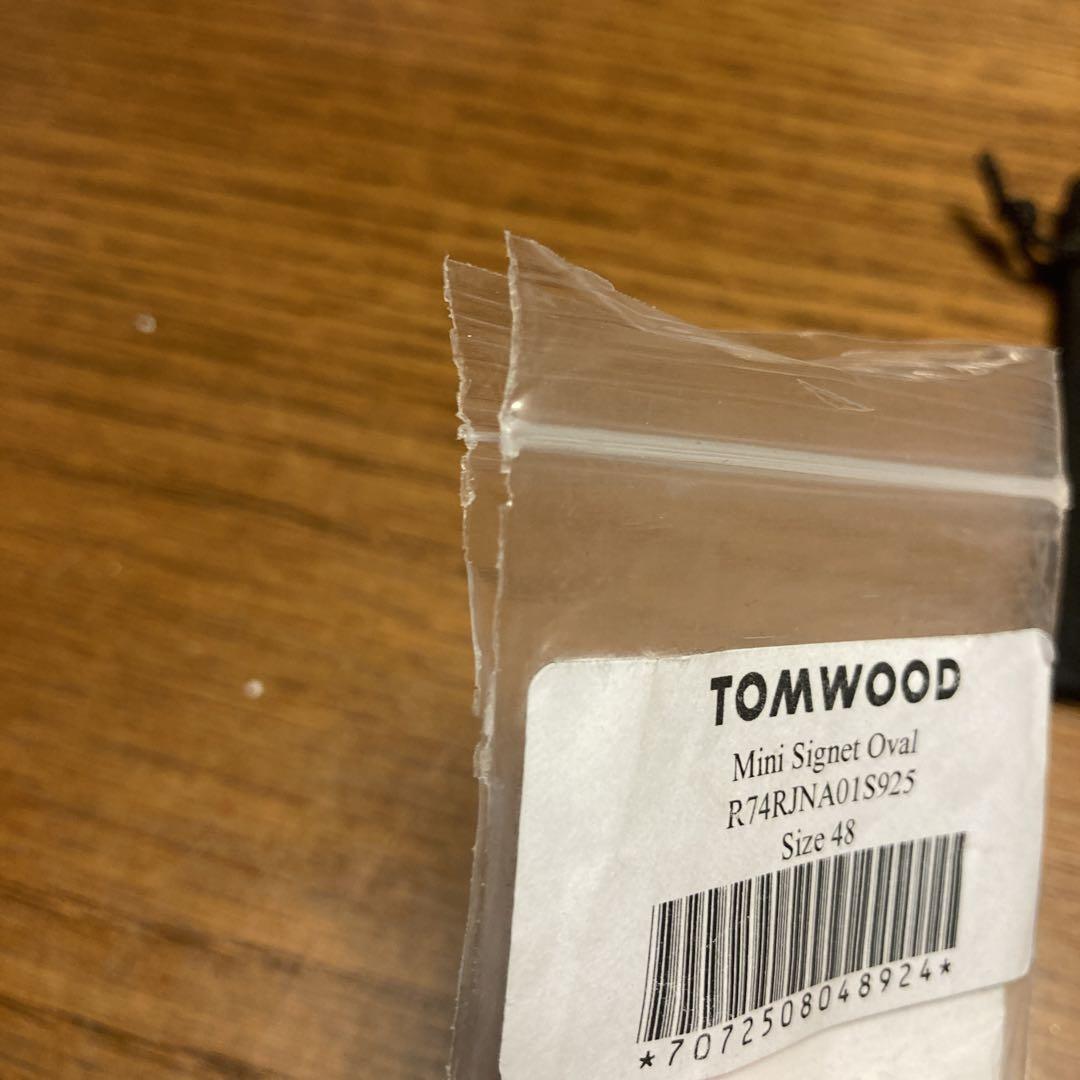 TOMWOOD
Mini Signet Oval
R74RJNA01S925
Size 48
*7072508048924*